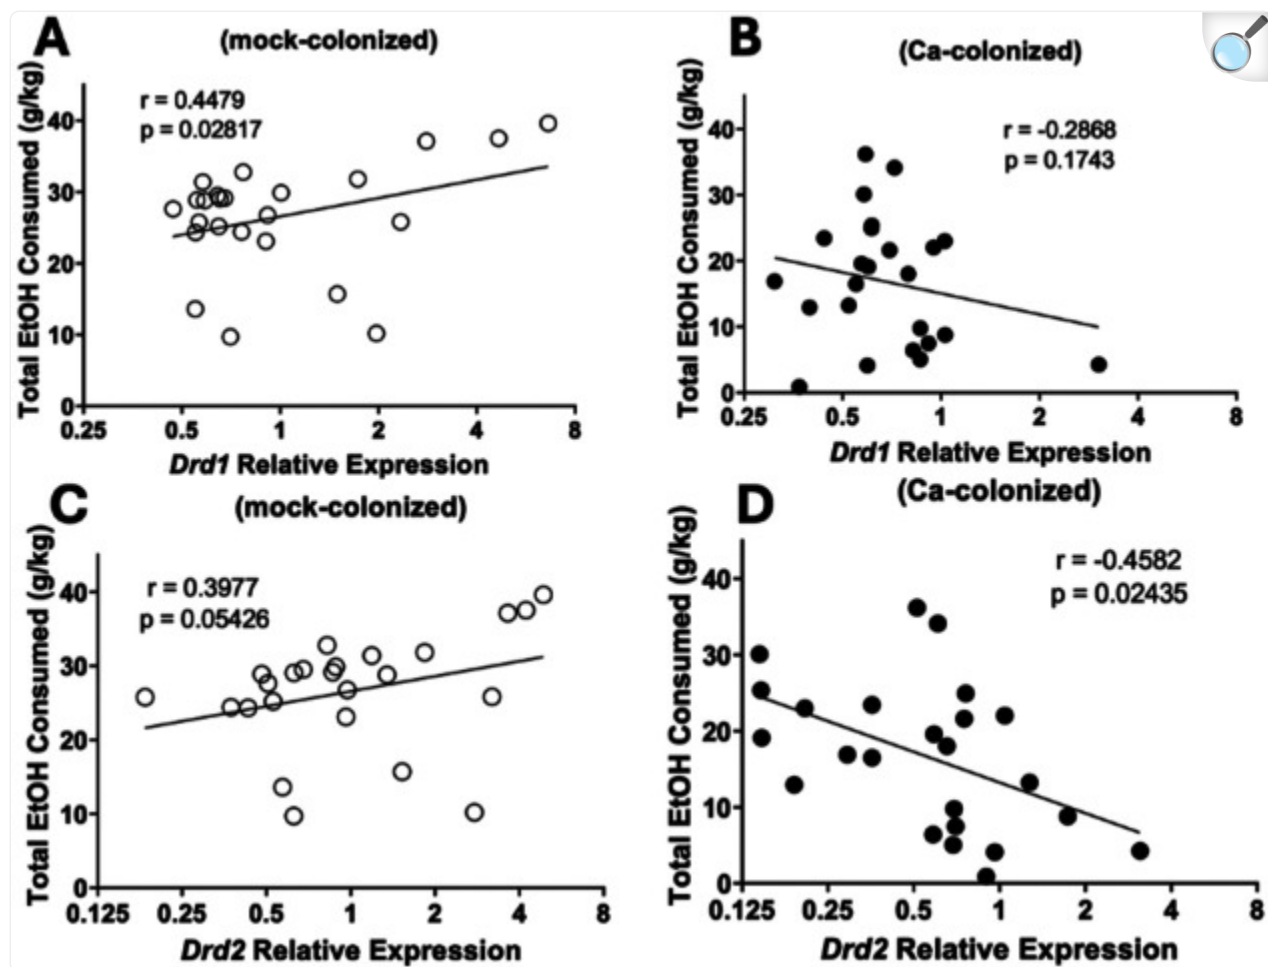 A
(mock-colonized)
Total EtOH Consumed (g/kg)
r = 0.4479
p = 0.02817
40
30
20
10
0
0.25 0.5 1 2 4 8
Drd1 Relative Expression
B
(Ca-colonized)
Total EtOH Consumed (g/kg)
r = -0.2868
p = 0.1743
40
30
20
10
0
0.25 0.5 1 2 4 8
Drd1 Relative Expression
C
(mock-colonized)
Total EtOH Consumed (g/kg)
r = 0.3977
p = 0.05426
40
30
20
10
0
0.125 0.25 0.5 1 2 4 8
Drd2 Relative Expression
D
(Ca-colonized)
Total EtOH Consumed (g/kg)
r = -0.4582
p = 0.02435
40
30
20
10
0
0.125 0.25 0.5 1 2 4 8
Drd2 Relative Expression